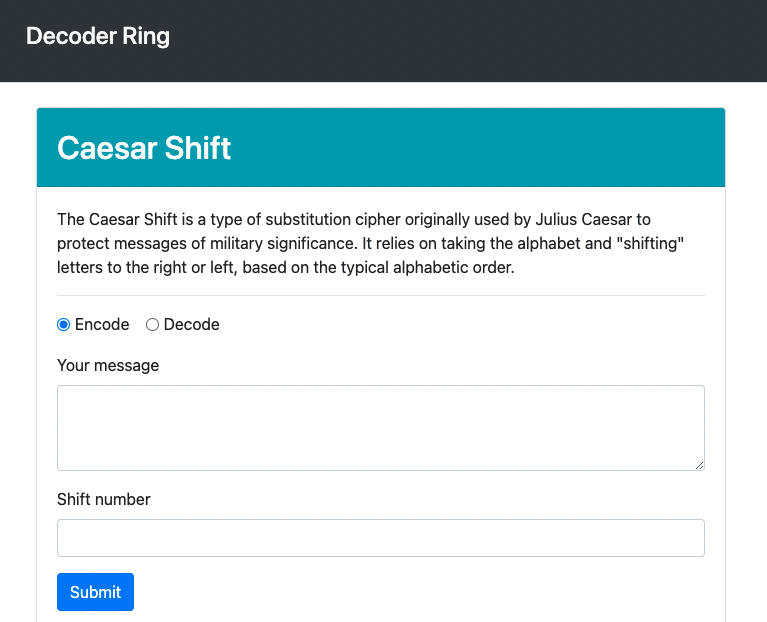 Decoder Ring
Caesar Shift
The Caesar Shift is a type of substitution cipher originally used by Julius Caesar to
protect messages of military significance. It relies on taking the alphabet and "shifting"
letters to the right or left, based on the typical alphabetic order.
Encode Decode
Your message
Shift number
Submit